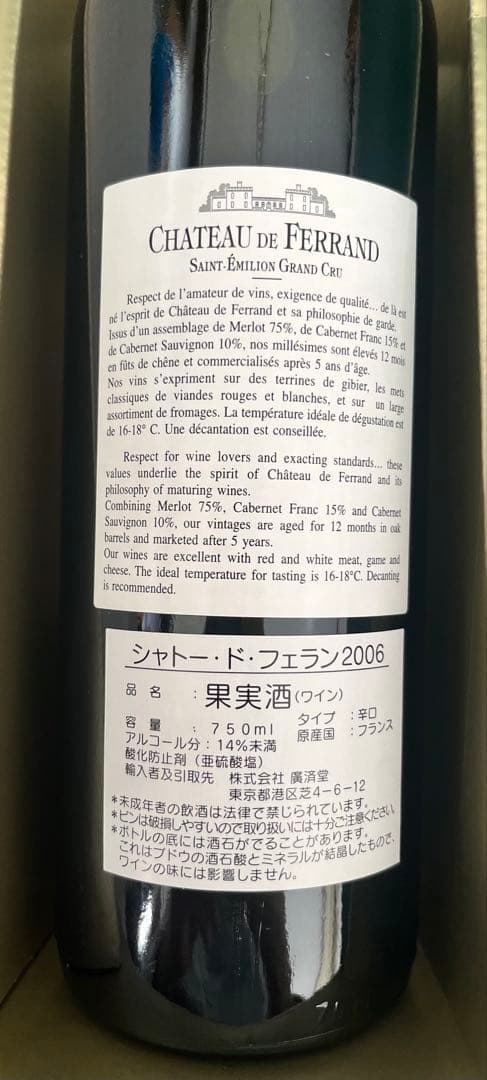 CHATEAU DE FERRAND
SAINT-ÉMILION GRAND CRU
Respect de l'amateur de vins, exigence de qualité... de là est
né l'esprit de Château de Ferrand et sa philosophie de garde.
Issus d'un assemblage de Merlot 75%, de Cabernet Franc 15% et
de Cabernet Sauvignon 10%, nos millésimes sont élevés 12 mois
en fûts de chêne et commercialisés après 5 ans d'âge.
Nos vins s'expriment sur des terrines de gibier, les mets
classiques de viandes rouges et blanches, et sur un large
assortiment de fromages. La température idéale de dégustation est
de 16-18° C. Une décantation est conseillée.
Respect for wine lovers and exacting standards... these
values underlie the spirit of Château de Ferrand and its
philosophy of maturing wines.
Combining Merlot 75%, Cabernet Franc 15% and Cabernet
Sauvignon 10%, our vintages are aged for 12 months in oak
barrels and marketed after 5 years.
Our wines are excellent with red and white meat, game and
cheese. The ideal temperature for tasting is 16-18°C. Decanting
is recommended.
シャトー・ド・フェラン2006
品名 : 果実酒(ワイン)
容量 : 750ml タイプ : 辛口
アルコール分 : 14%未満 原産国 : フランス
酸化防止剤 (亜硫酸塩)
輸入者及引取先 株式会社 廣済堂
東京都港区芝4-6-12
*未成年者の飲酒は法律で禁じられています。
*ビンは破損しやすいので取り扱いには十分ご注意ください。
*ボトルの底には酒石がでることがあります。
これはブドウの酒石酸とミネラルが結晶したもので、
ワインの味には影響しません。